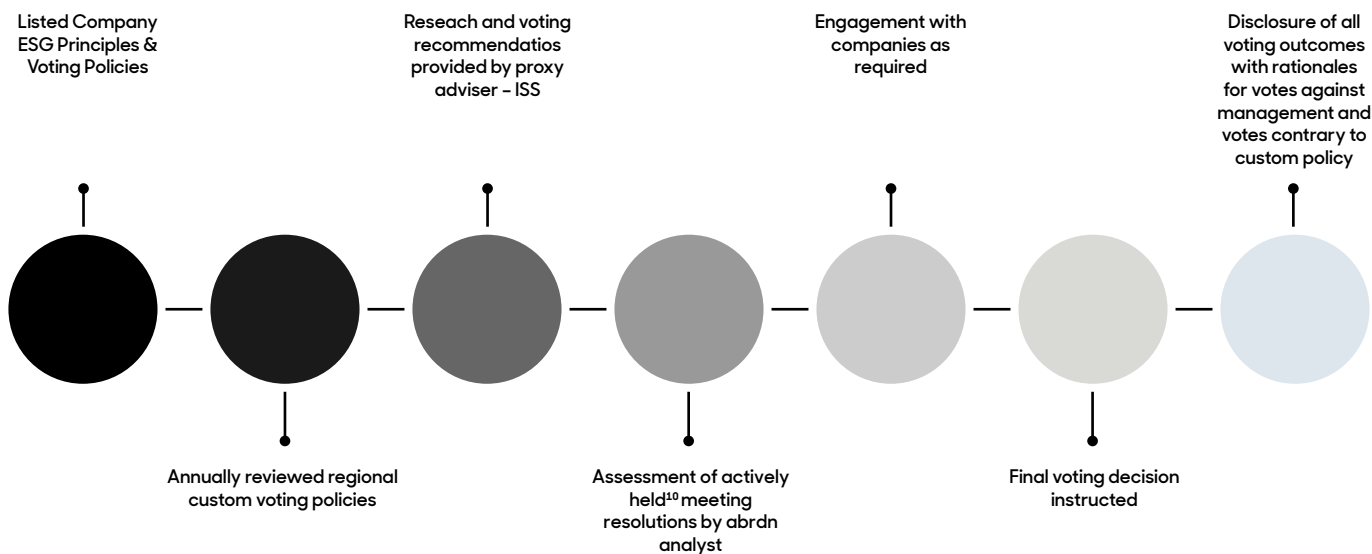 Listed Company
ESG Principles &
Voting Policies
Annually reviewed regional
custom voting policies
Reseach and voting
recommendatios
provided by proxy
adviser – ISS
Assessment of actively
held¹⁰ meeting
resolutions by abrdn
analyst
Engagement with
companies as
required
Final voting decision
instructed
Disclosure of all
voting outcomes
with rationales
for votes against
management and
votes contrary to
custom policy